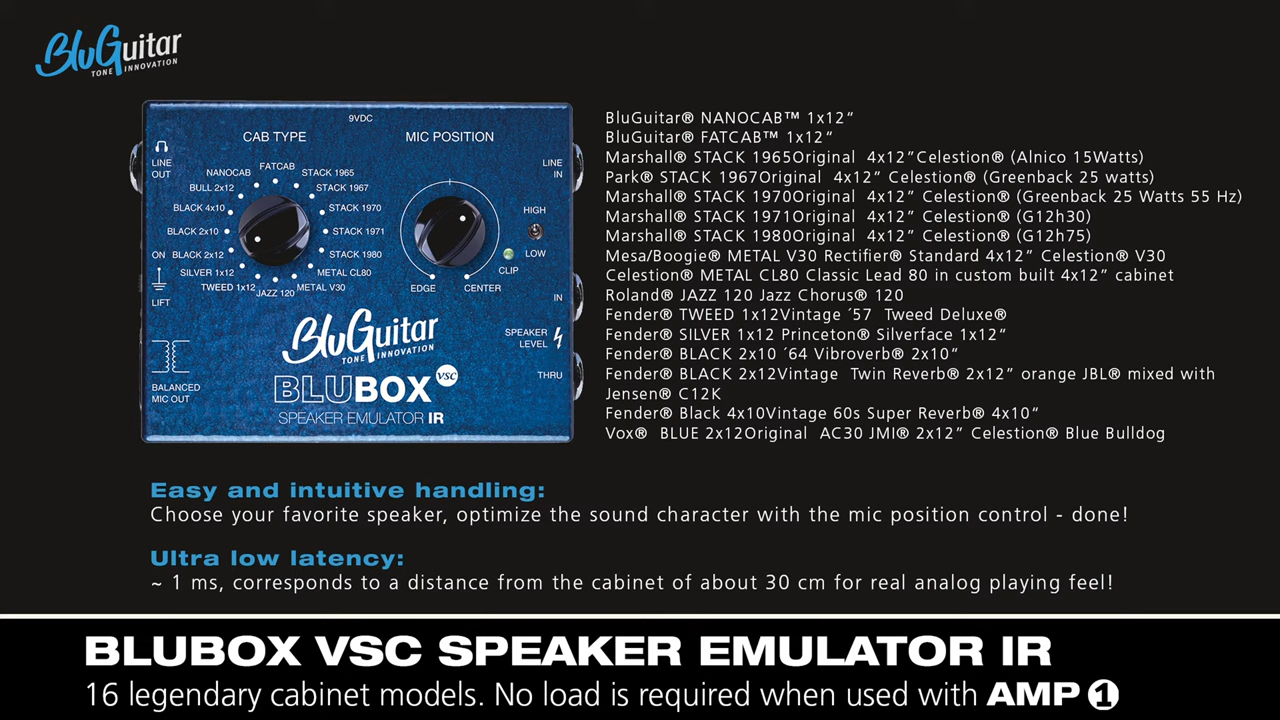 BluGuitar
TONE INNOVATION
9VDC
CAB TYPE
MIC POSITION
LINE OUT
LINE IN
NANOCAB
FATCAB
STACK 1965
BULL 2x12
STACK 1967
BLACK 4x10
STACK 1970
BLACK 2x10
STACK 1971
ON
BLACK 2x12
STACK 1980
SILVER 1x12
METAL CL80
TWEED 1x12
JAZZ 120
METAL V30
LIFT
HIGH
LOW
CLIP
EDGE
CENTER
IN
SPEAKER LEVEL
THRU
BALANCED MIC OUT
BluGuitar
TONE INNOVATION
BLUBOX VSC
SPEAKER EMULATOR IR
BluGuitar® NANOCAB™ 1x12“
BluGuitar® FATCAB™ 1x12“
Marshall® STACK 1965Original 4x12”Celestion® (Alnico 15Watts)
Park® STACK 1967Original 4x12” Celestion® (Greenback 25 watts)
Marshall® STACK 1970Original 4x12” Celestion® (Greenback 25 Watts 55 Hz)
Marshall® STACK 1971Original 4x12” Celestion® (G12h30)
Marshall® STACK 1980Original 4x12” Celestion® (G12h75)
Mesa/Boogie® METAL V30 Rectifier® Standard 4x12” Celestion® V30
Celestion® METAL CL80 Classic Lead 80 in custom built 4x12” cabinet
Roland® JAZZ 120 Jazz Chorus® 120
Fender® TWEED 1x12Vintage ´57 Tweed Deluxe®
Fender® SILVER 1x12 Princeton® Silverface 1x12“
Fender® BLACK 2x10 ´64 Vibroverb® 2x10“
Fender® BLACK 2x12Vintage Twin Reverb® 2x12” orange JBL® mixed with
Jensen® C12K
Fender® Black 4x10Vintage 60s Super Reverb® 4x10“
Vox® BLUE 2x12Original AC30 JMI® 2x12” Celestion® Blue Bulldog
Easy and intuitive handling:
Choose your favorite speaker, optimize the sound character with the mic position control - done!
Ultra low latency:
~ 1 ms, corresponds to a distance from the cabinet of about 30 cm for real analog playing feel!
BLUBOX VSC SPEAKER EMULATOR IR
16 legendary cabinet models. No load is required when used with AMP 1